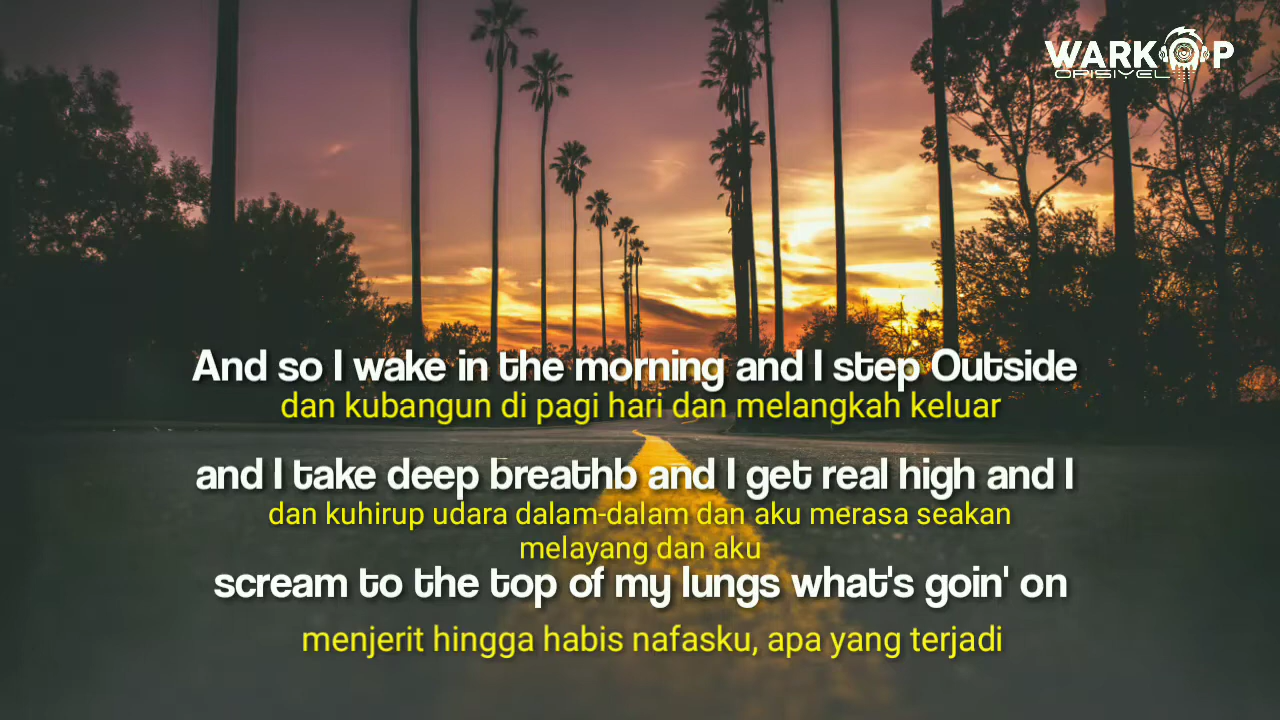 WARKOP
OPISIYEL
And so I wake in the morning and I step Outside
dan kubangun di pagi hari dan melangkah keluar
and I take deep breathb and I get real high and I
dan kuhirup udara dalam-dalam dan aku merasa seakan
melayang dan aku
scream to the top of my lungs what's goin' on
menjerit hingga habis nafasku, apa yang terjadi